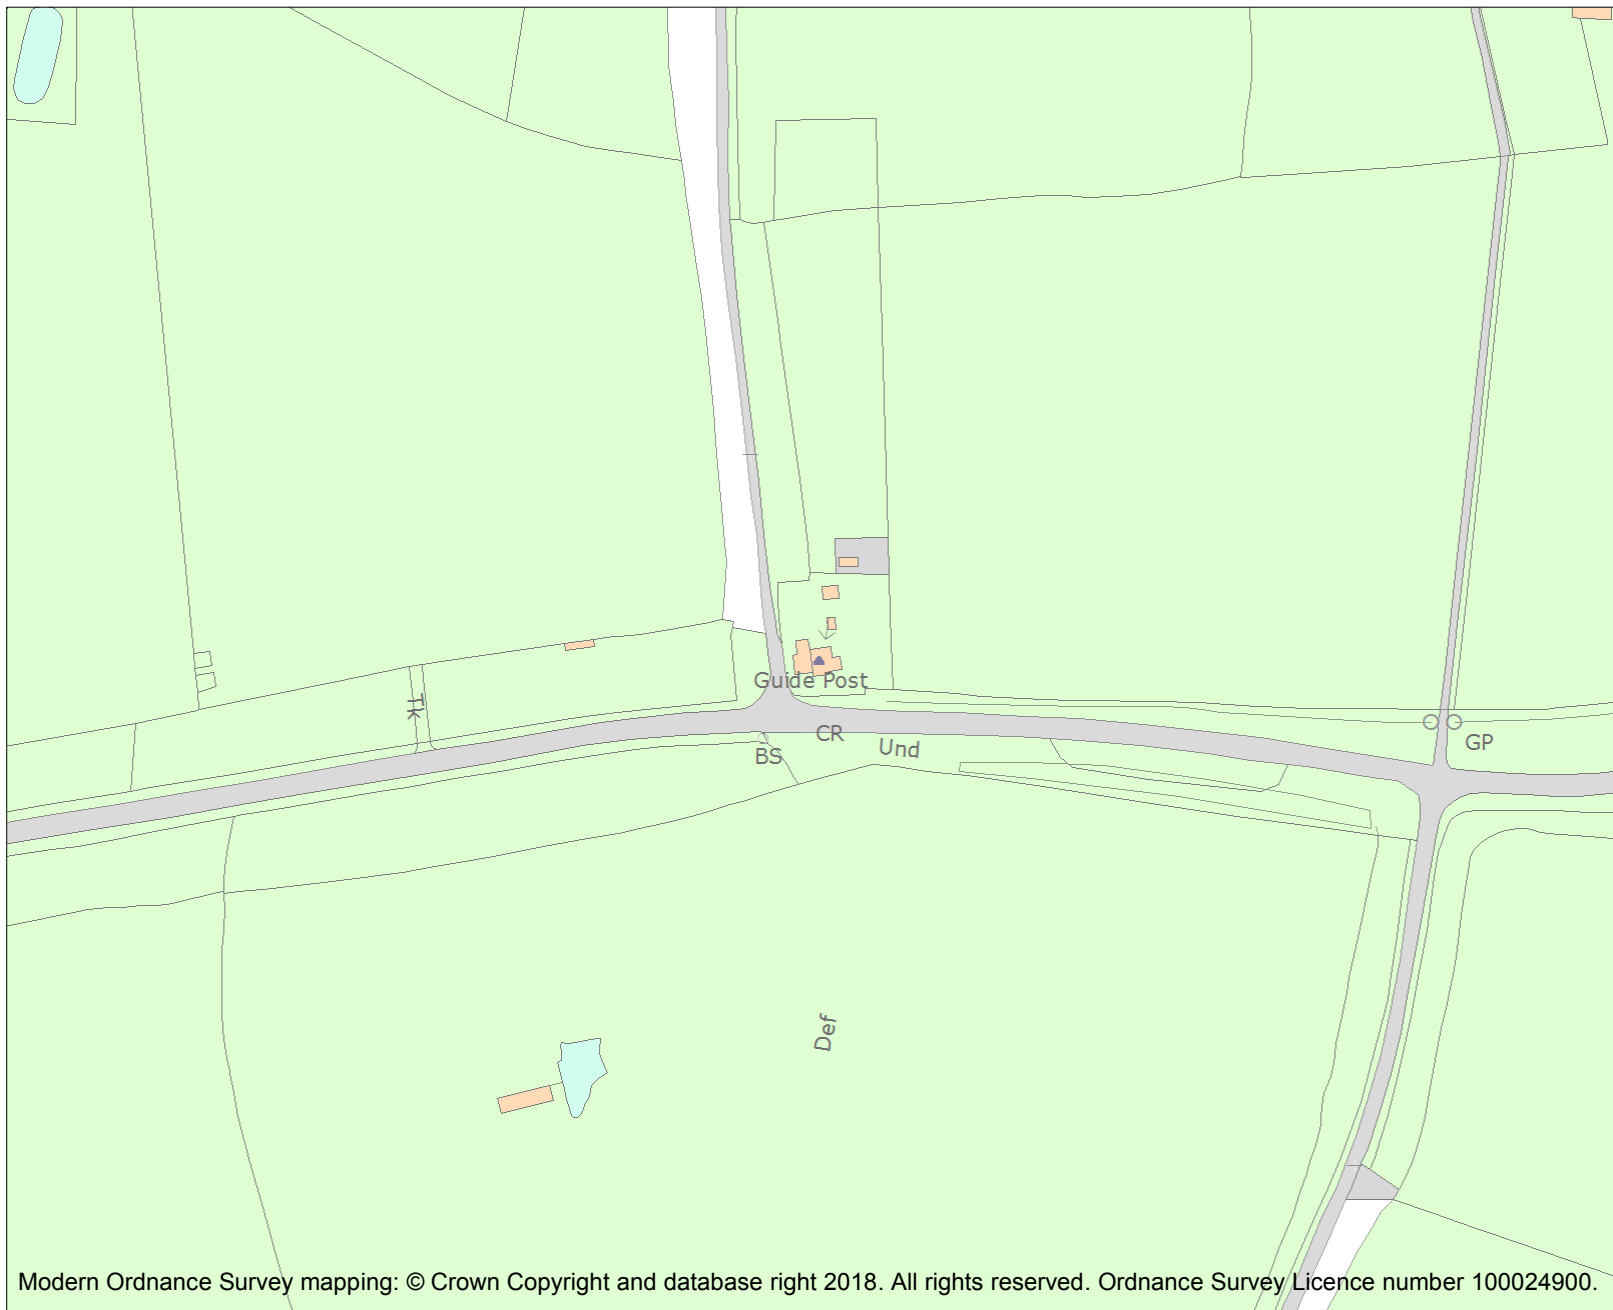 Tk
Guide Post
CR
Und
BS
GP
Def
Modern Ordnance Survey mapping: © Crown Copyright and database right 2018. All rights reserved. Ordnance Survey Licence number 100024900.